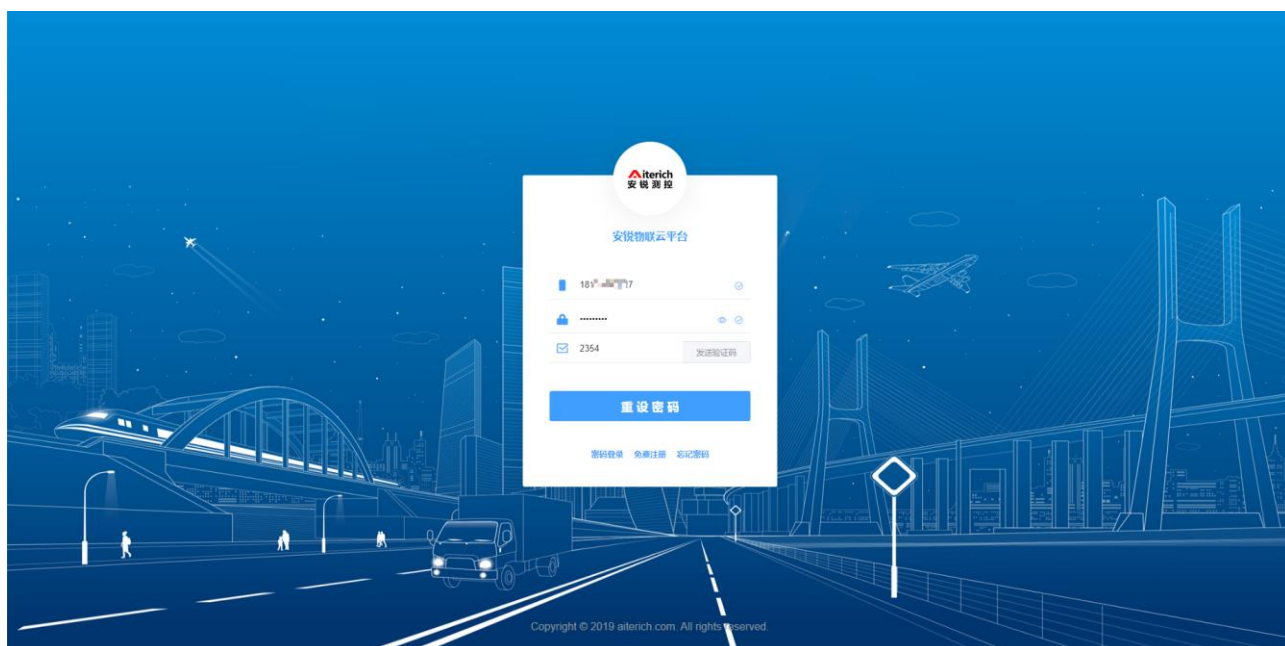 Aiterich
安锐测控
安锐物联云平台
•••••••••
2354
发送验证码
重设密码
密码登录 免费注册 忘记密码
Copyright © 2019 aiterich.com. All rights reserved.